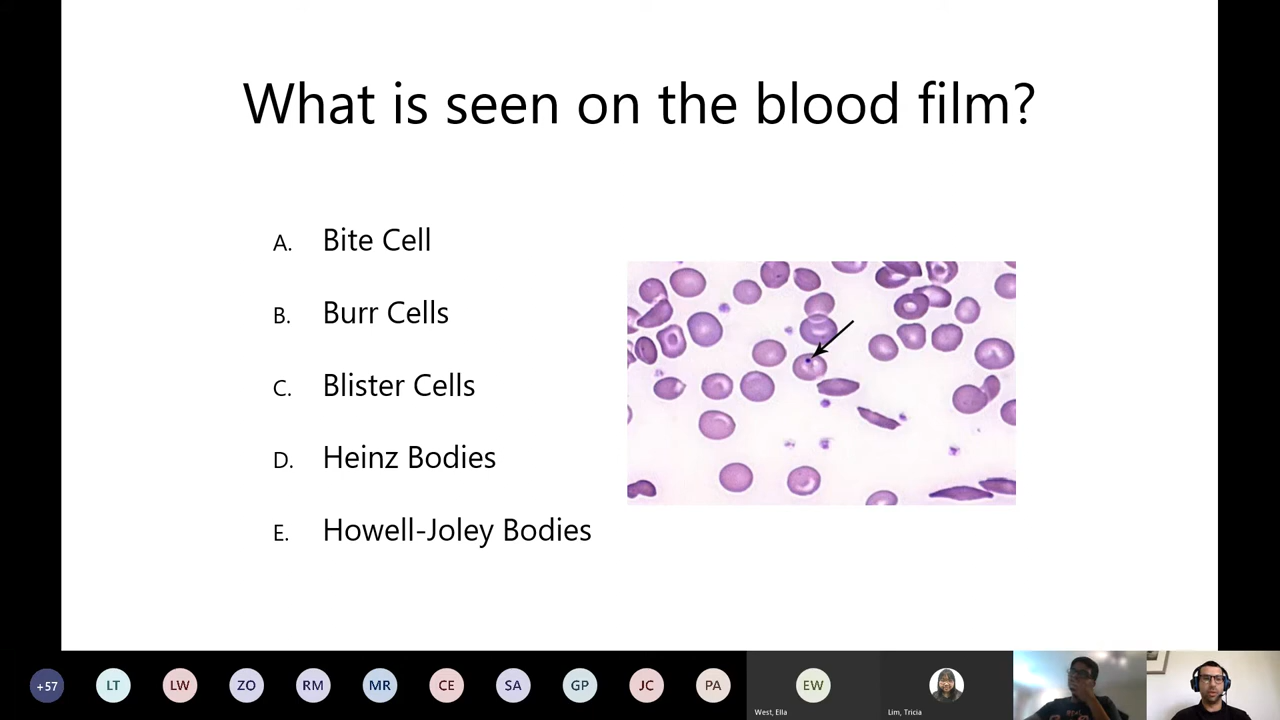 What is seen on the blood film?
A. Bite Cell
B. Burr Cells
C. Blister Cells
D. Heinz Bodies
E. Howell-Joley Bodies
+57 LT LW ZO RM MR CE SA GP JC PA EW
West, Ella Lim, Tricia